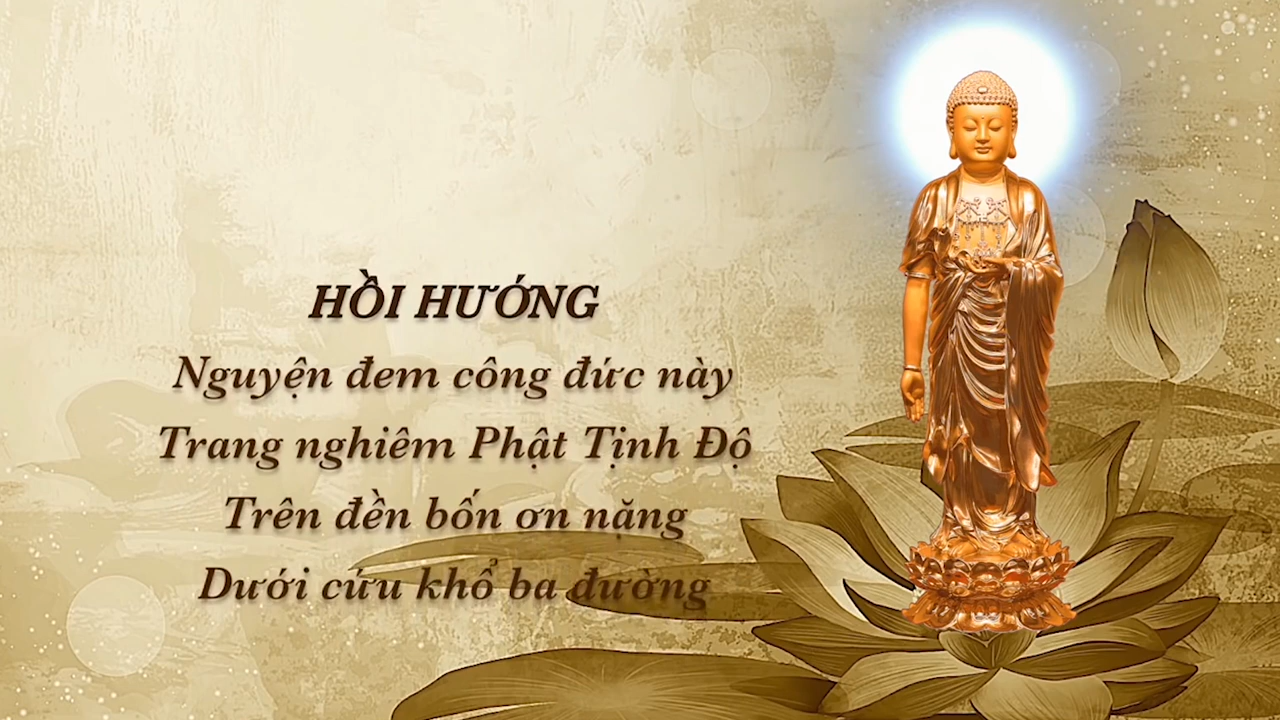 HỒI HƯỚNG
Nguyện đem công đức này
Trang nghiêm Phật Tịnh Độ
Trên đền bốn ơn nặng
Dưới cứu khổ ba đường